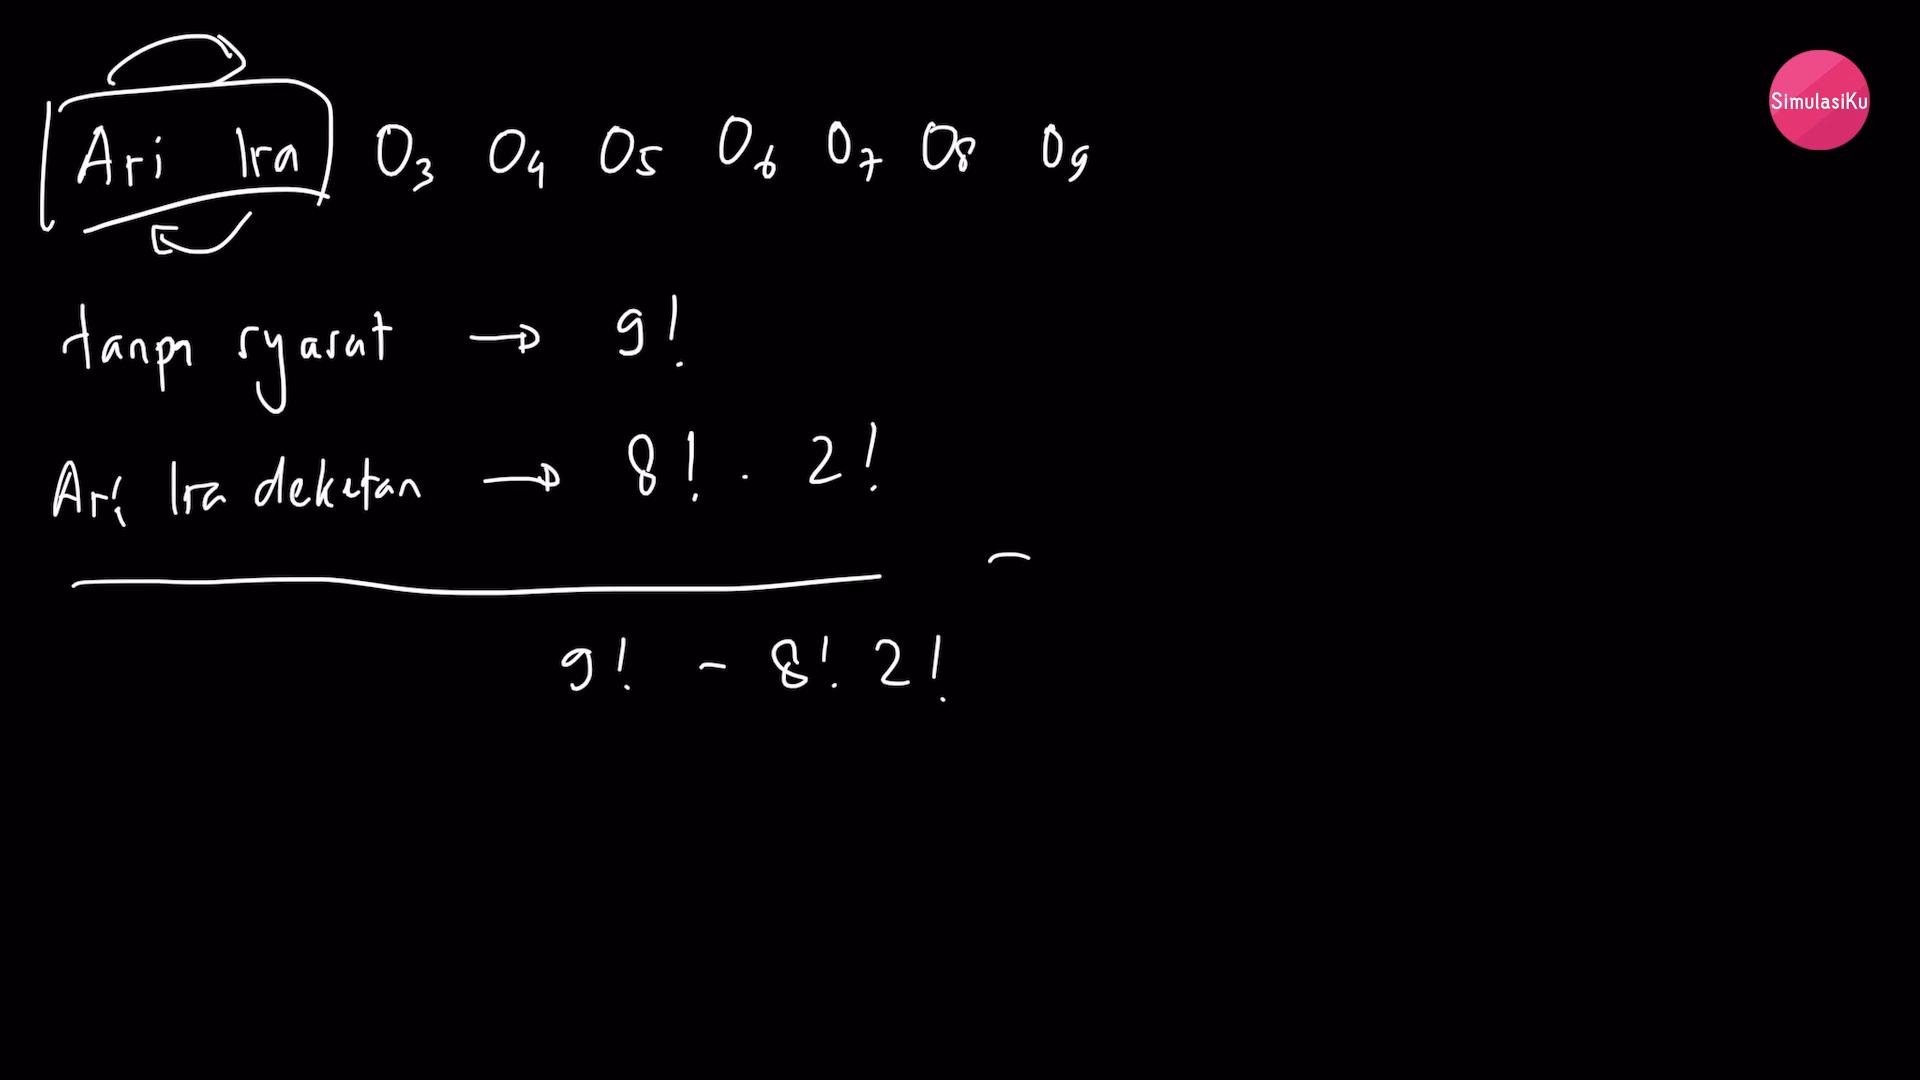 SimulasiKu
Ari Ira O3 O4 O5 O6 O7 O8 O9
tanpa syarat → 9!
Ari Ira deketan → 8! . 2!
-
9! - 8! 2!